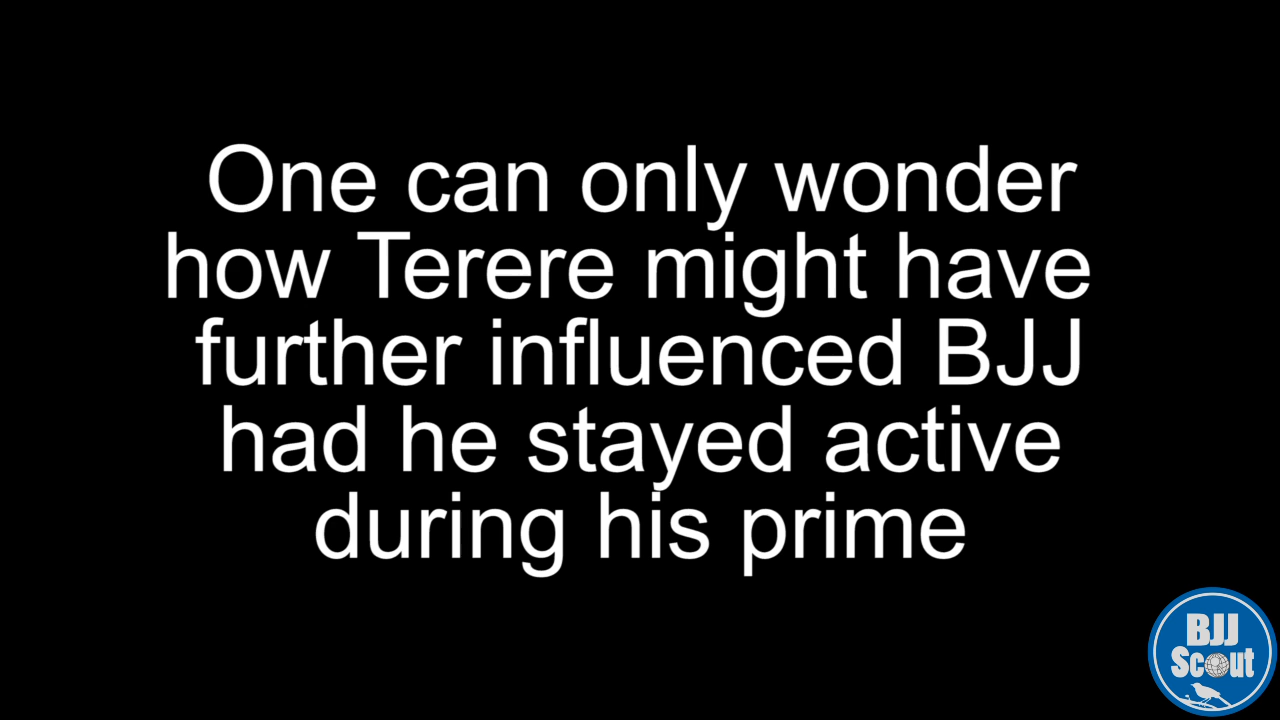 One can only wonder
how Terere might have
further influenced BJJ
had he stayed active
during his prime
BJJ
Scout